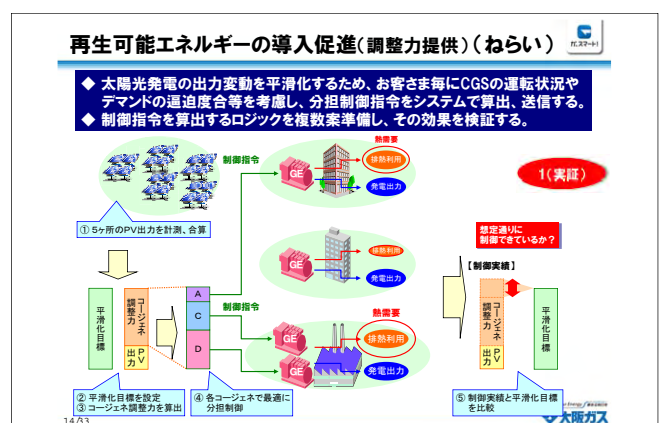 再生可能エネルギーの導入促進(調整力提供)(ねらい)
ガ、スマート!
◆ 太陽光発電の出力変動を平滑化するため、お客さま毎にCGSの運転状況や
デマンドの逼迫度合等を考慮し、分担制御指令をシステムで算出、送信する。
◆ 制御指令を算出するロジックを複数案準備し、その効果を検証する。
制御指令
熱需要
GE
排熱利用
発電出力
1(実証)
① 5ヶ所のPV出力を計測、合算
GE
排熱利用
発電出力
想定通りに
制御できているか?
【制御実績】
平滑化目標
コージェネ
調整力
PV
出力
A
C
D
制御指令
熱需要
GE
GE
排熱利用
発電出力
コージェネ
調整力
PV
出力
平滑化目標
② 平滑化目標を設定
③ コージェネ調整力を算出
④ 各コージェネで最適に
分担制御
⑤ 制御実績と平滑化目標
を比較
14/33
大阪ガス